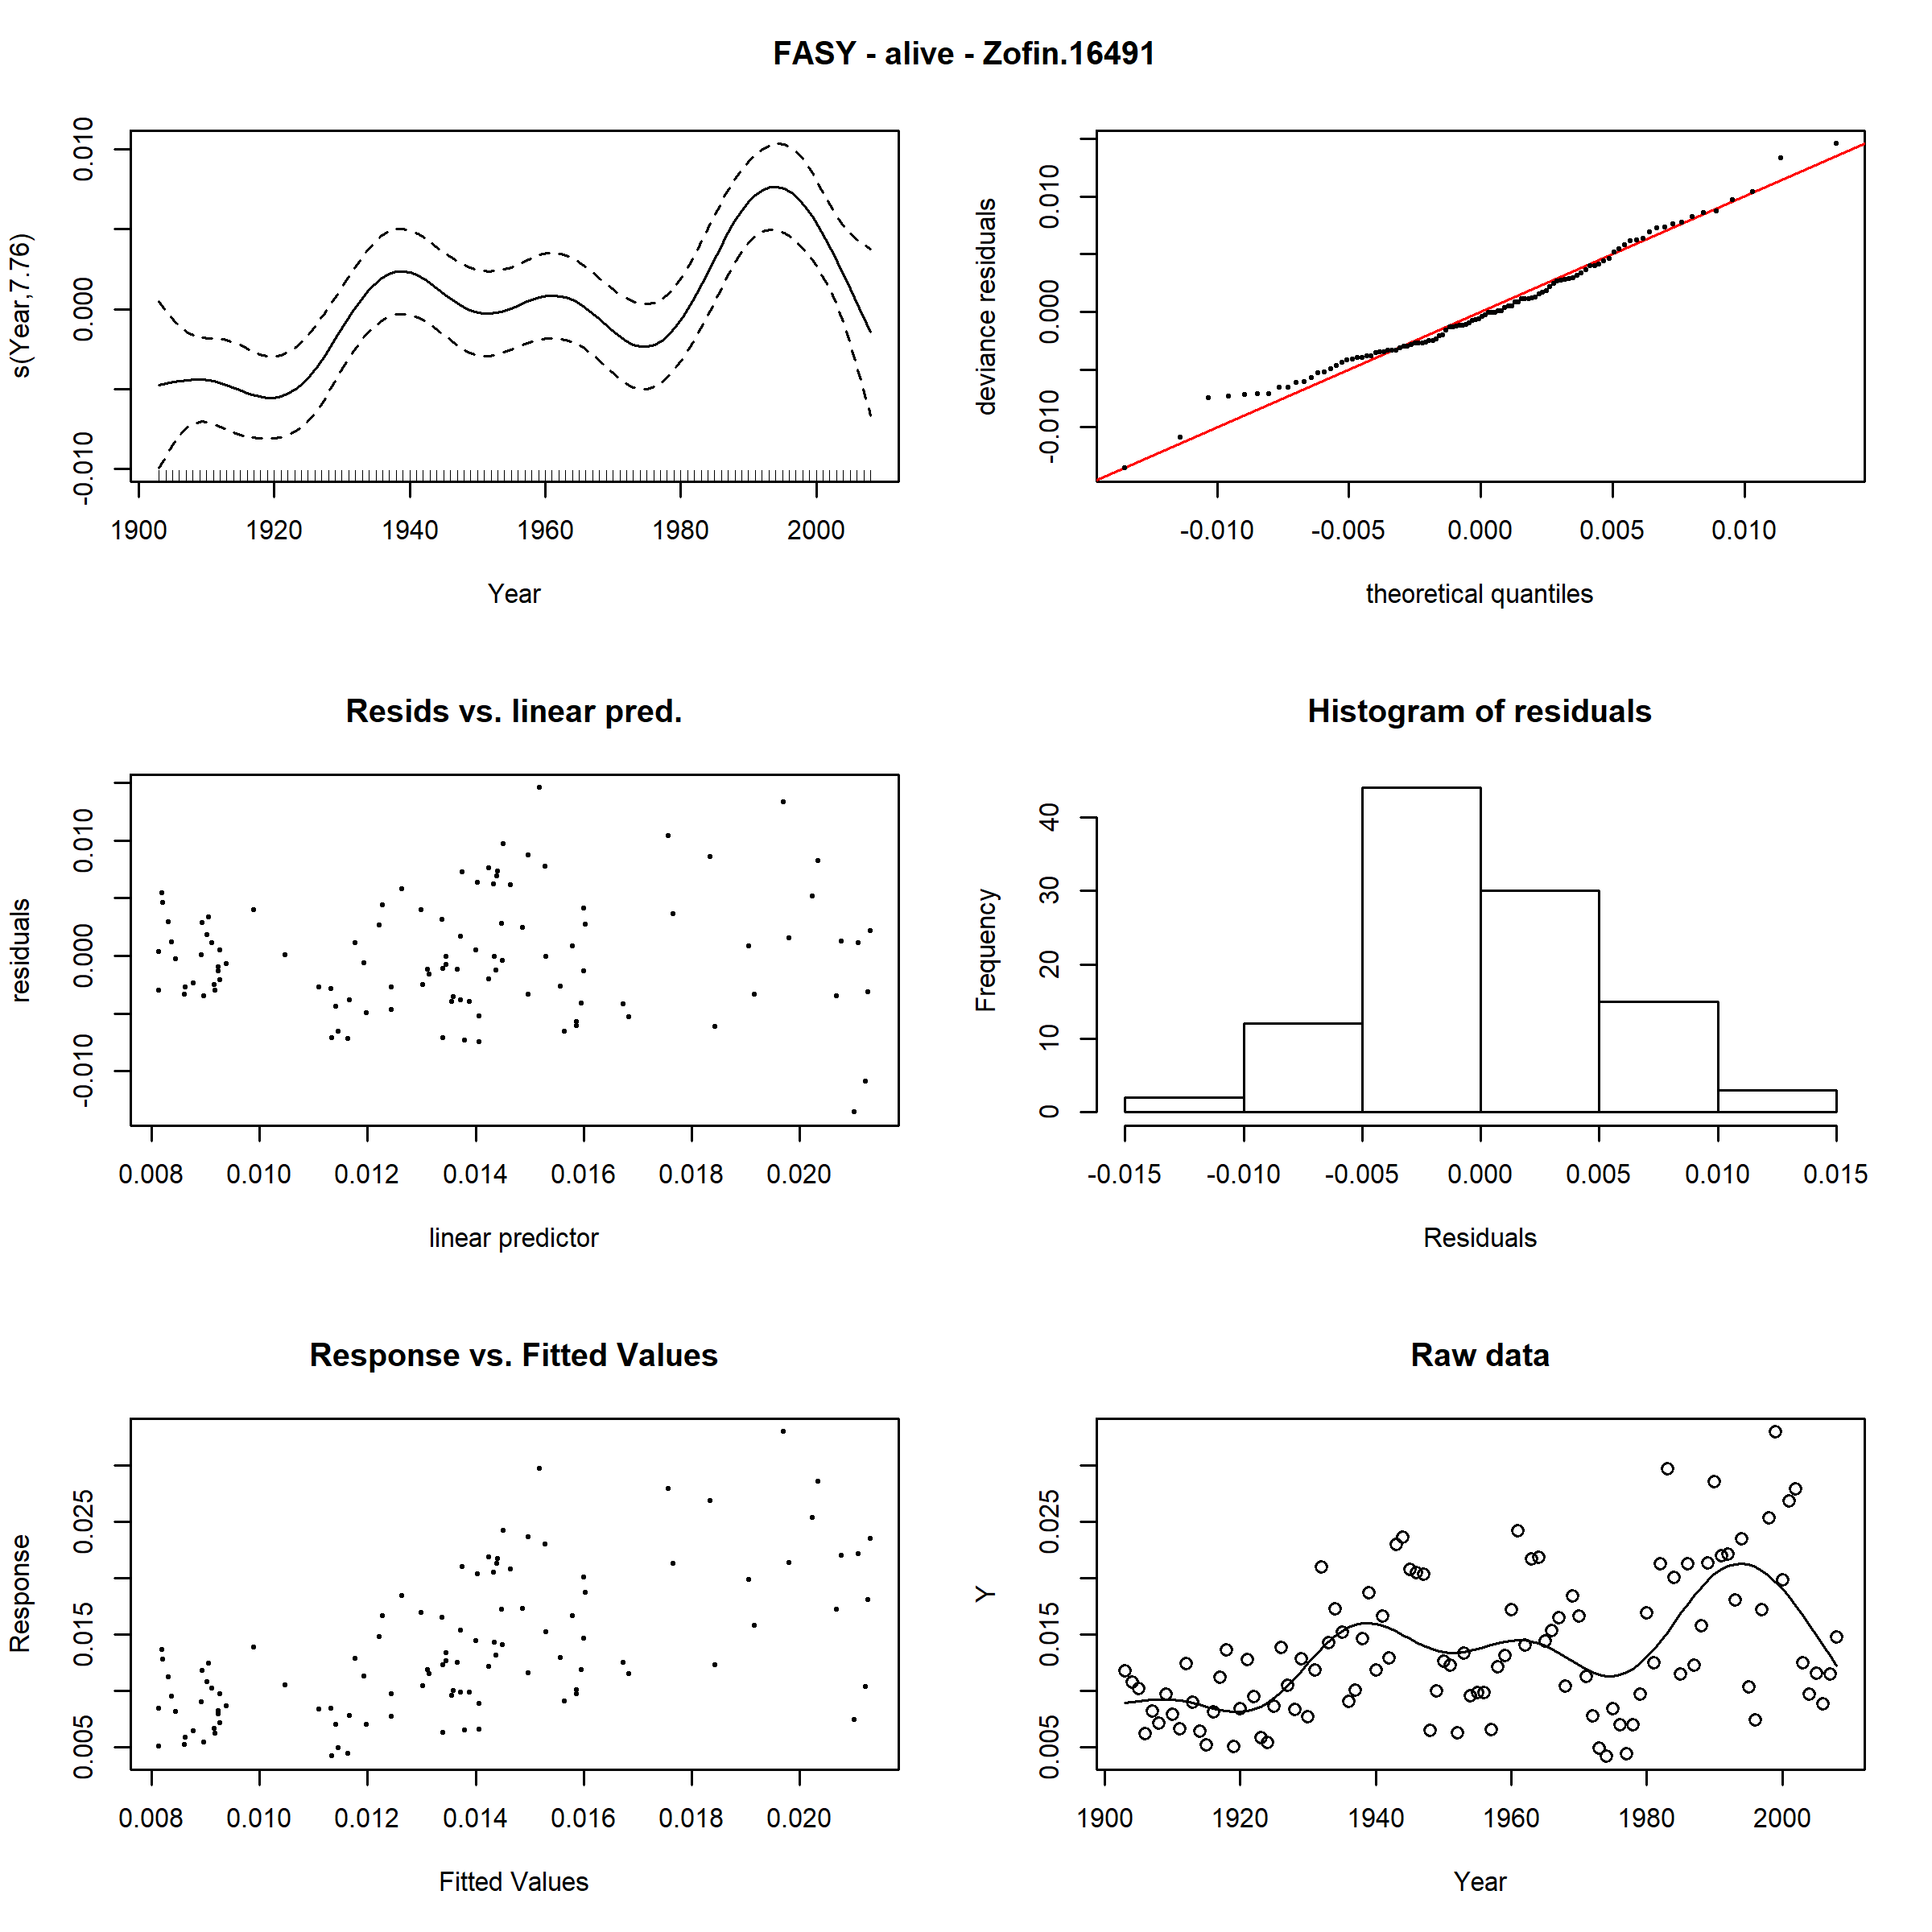 FASY - alive - Zofin.16491
s(Year,7.76)
0.010
0.000
-0.010
1900 1920 1940 1960 1980 2000
Year
deviance residuals
0.010
0.000
-0.010
-0.010 -0.005 0.000 0.005 0.010
theoretical quantiles
Resids vs. linear pred.
residuals
0.010
0.000
-0.010
0.008 0.010 0.012 0.014 0.016 0.018 0.020
linear predictor
Histogram of residuals
Frequency
40
30
20
10
0
-0.015 -0.010 -0.005 0.000 0.005 0.010 0.015
Residuals
Response vs. Fitted Values
Response
0.025
0.015
0.005
0.008 0.010 0.012 0.014 0.016 0.018 0.020
Fitted Values
Raw data
Y
0.025
0.015
0.005
1900 1920 1940 1960 1980 2000
Year